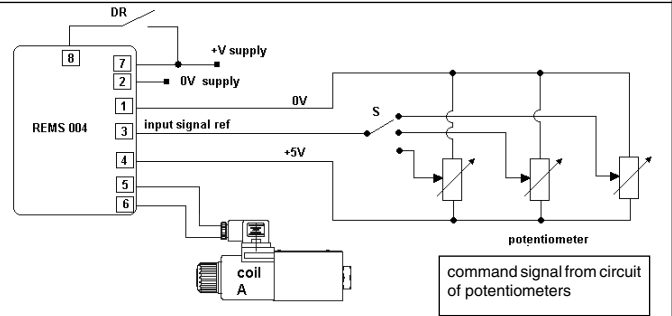 DR
8
7
+V supply
2
0V supply
1
0V
REMS 004
3
input signal ref
S
4
+5V
5
6
potentiometer
coil
A
command signal from circuit
of potentiometers